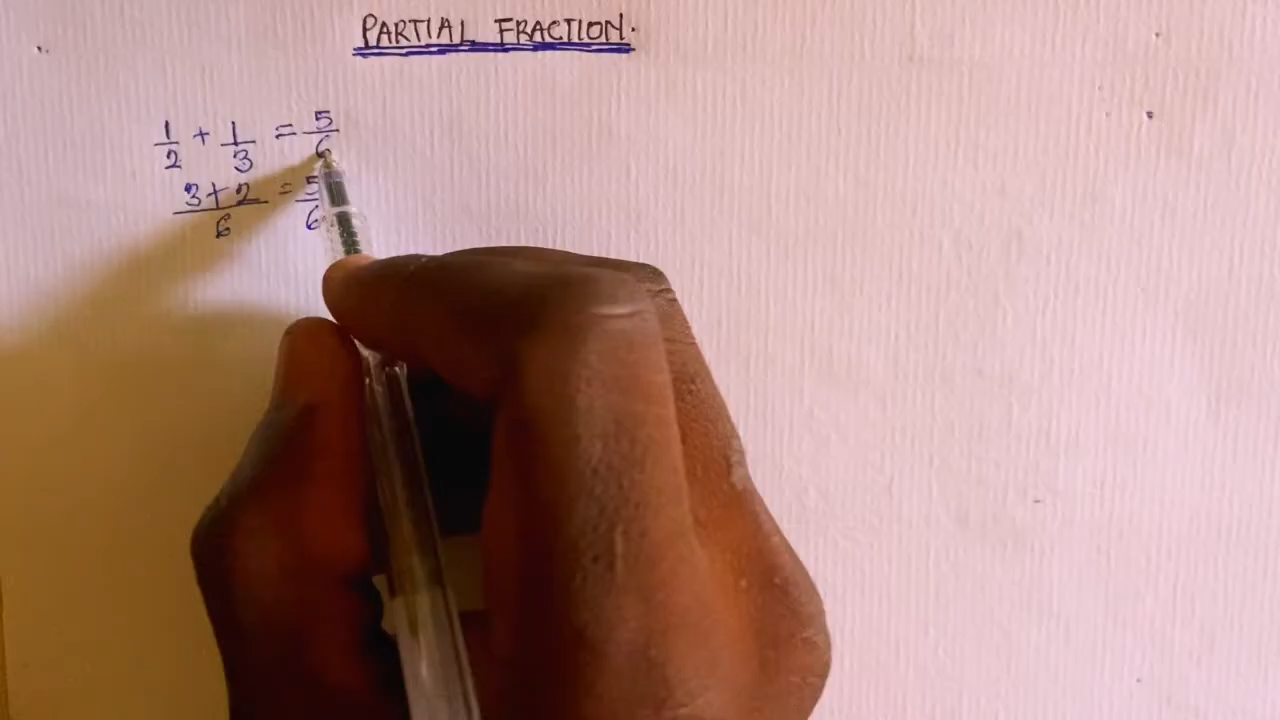 PARTIAL FRACTION.
1/2 + 1/3 = 5/6
3+2/6 = 5/6